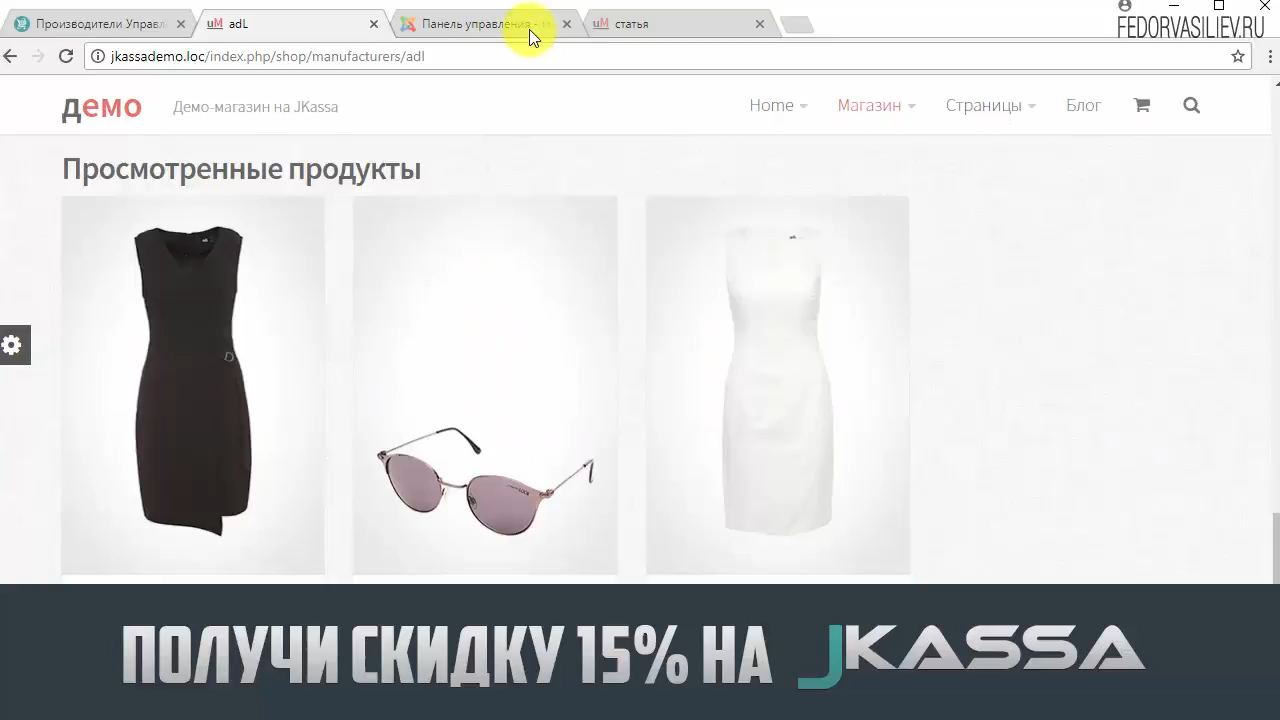 Производители Управл
adL
Панель управления - м
статья
FEDORVASILIEV.RU
jkassademo.loc/index.php/shop/manufacturers/adl
демо
Демо-магазин на JKassa
Home
Магазин
Страницы
Блог
Просмотренные продукты
ПОЛУЧИ СКИДКУ 15% НА JKASSA